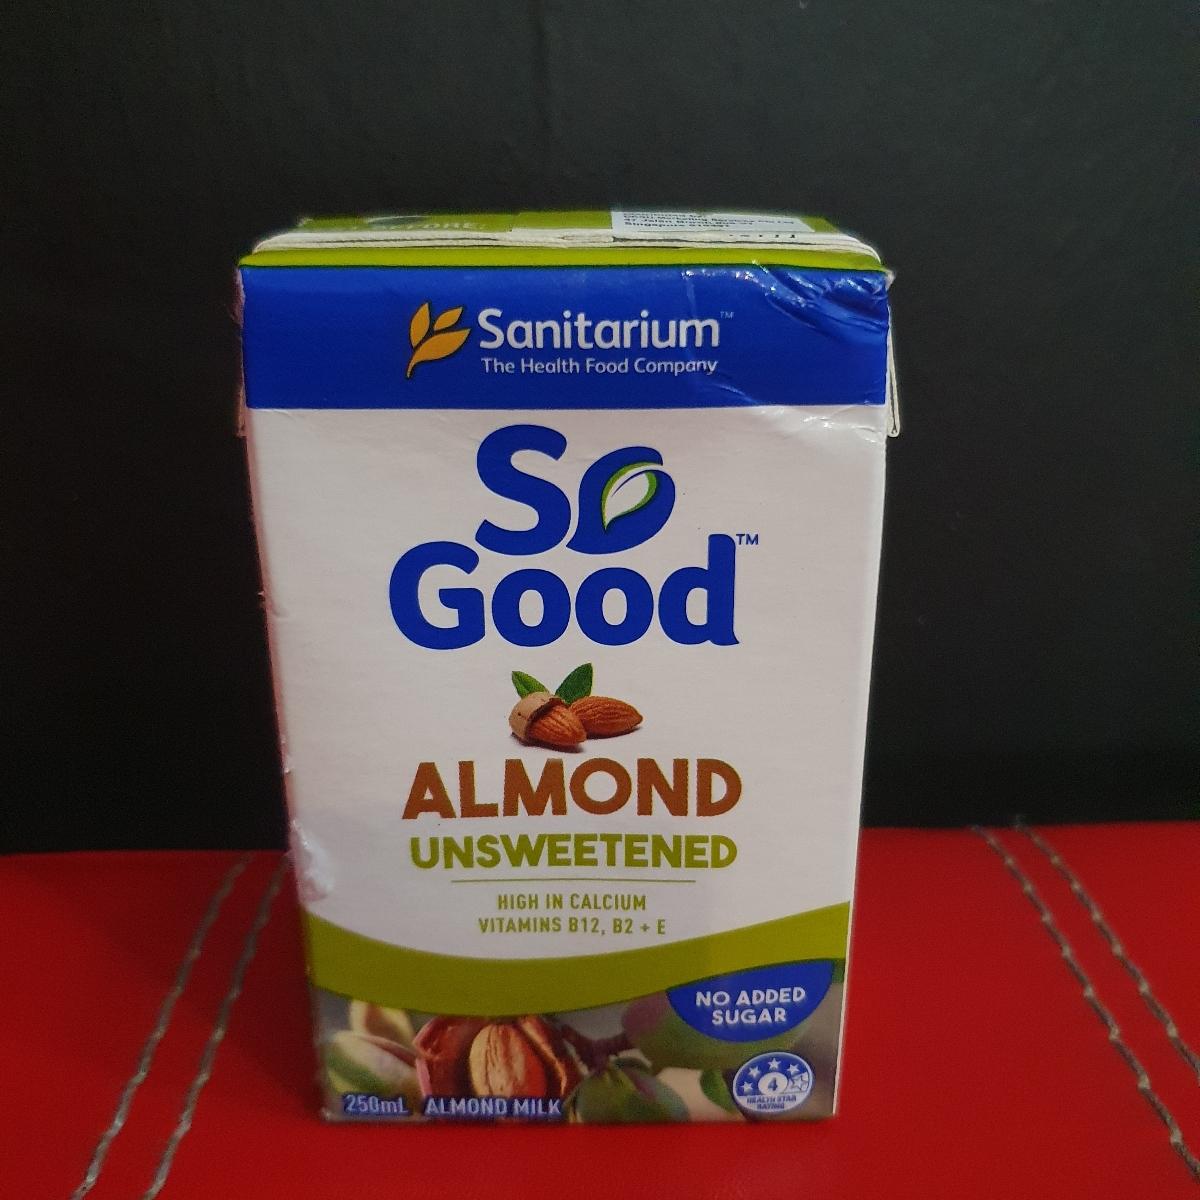 Singapore
Sanitarium™
The Health Food Company
So
Good™
ALMOND
UNSWEETENED
HIGH IN CALCIUM
VITAMINS B12, B2 + E
NO ADDED
SUGAR
4
HEALTH STAR
RATING
250mL ALMOND MILK